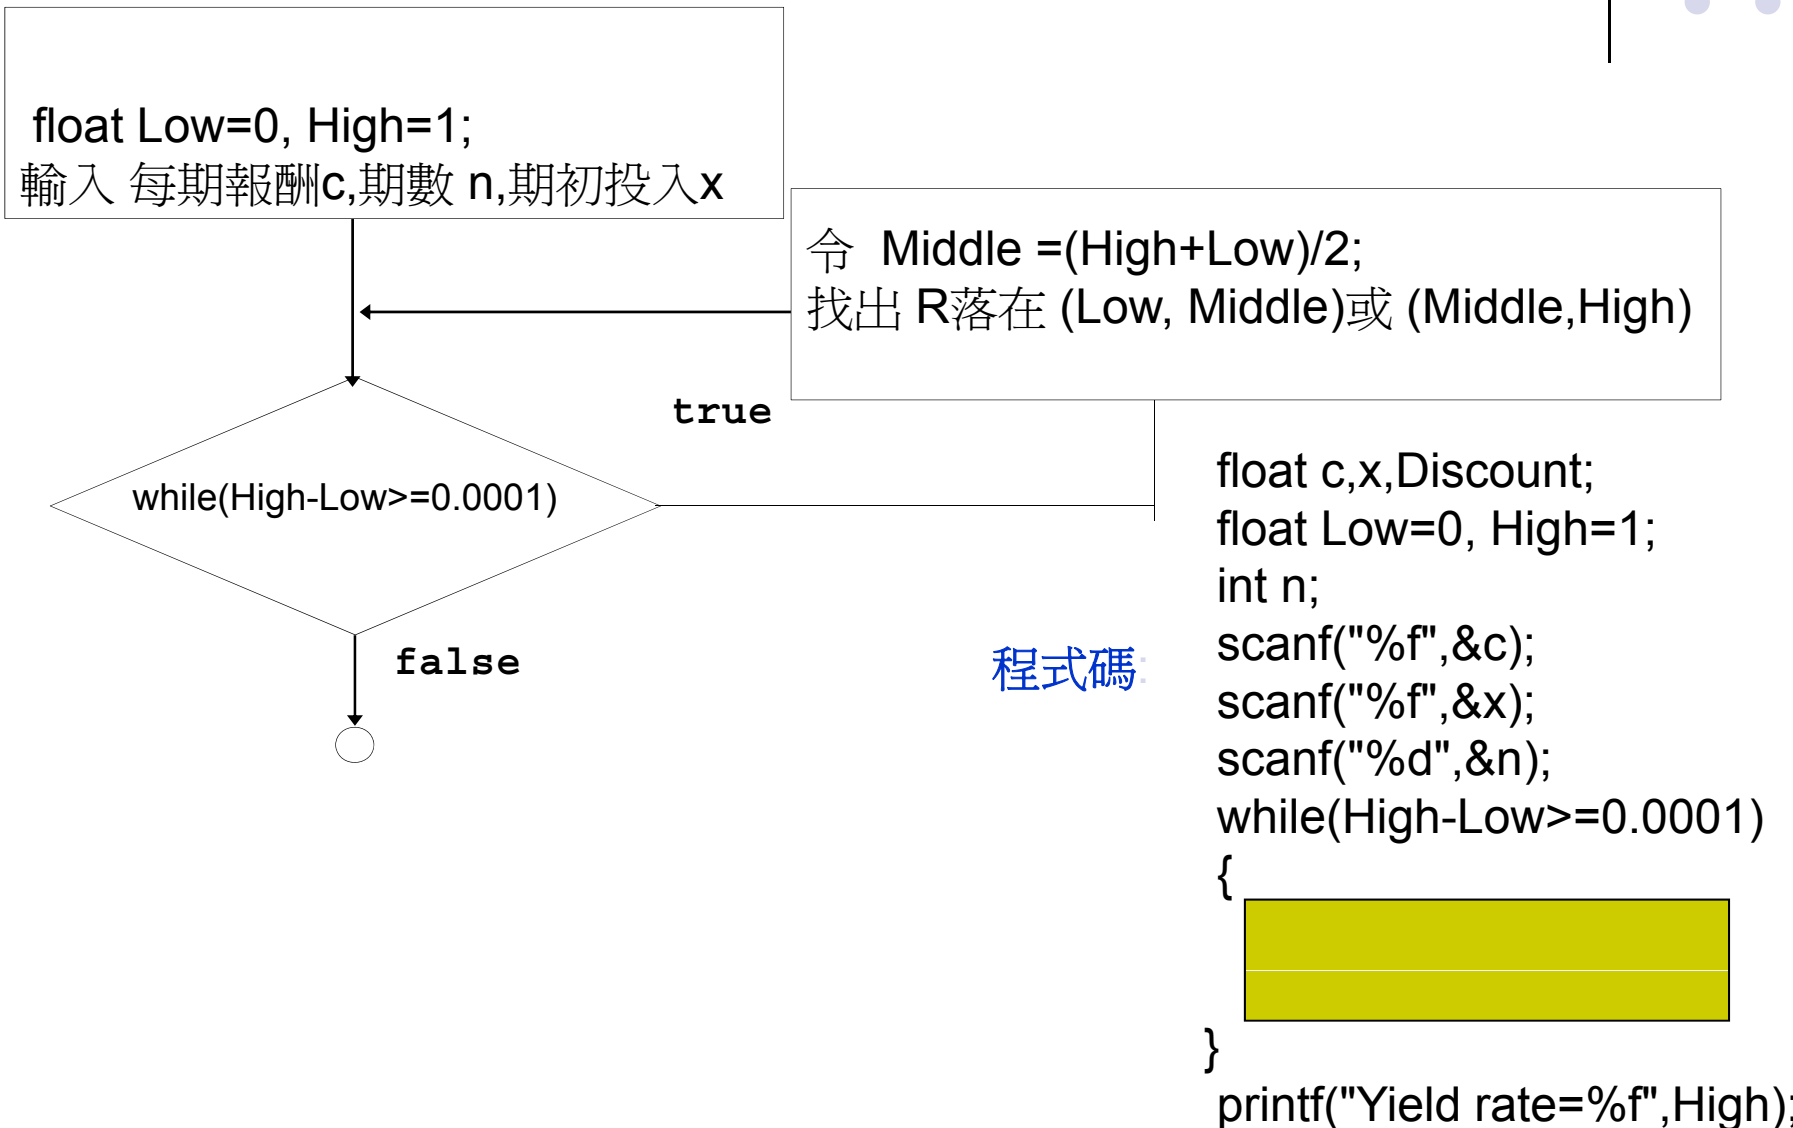 float Low=0, High=1;
輸入 每期報酬c,期數 n,期初投入x
令 Middle =(High+Low)/2;
找出 R落在 (Low, Middle)或 (Middle,High)
true
while(High-Low>=0.0001)
false
程式碼:
float c,x,Discount;
float Low=0, High=1;
int n;
scanf("%f",&c);
scanf("%f",&x);
scanf("%d",&n);
while(High-Low>=0.0001)
{
}
printf("Yield rate=%f",High);